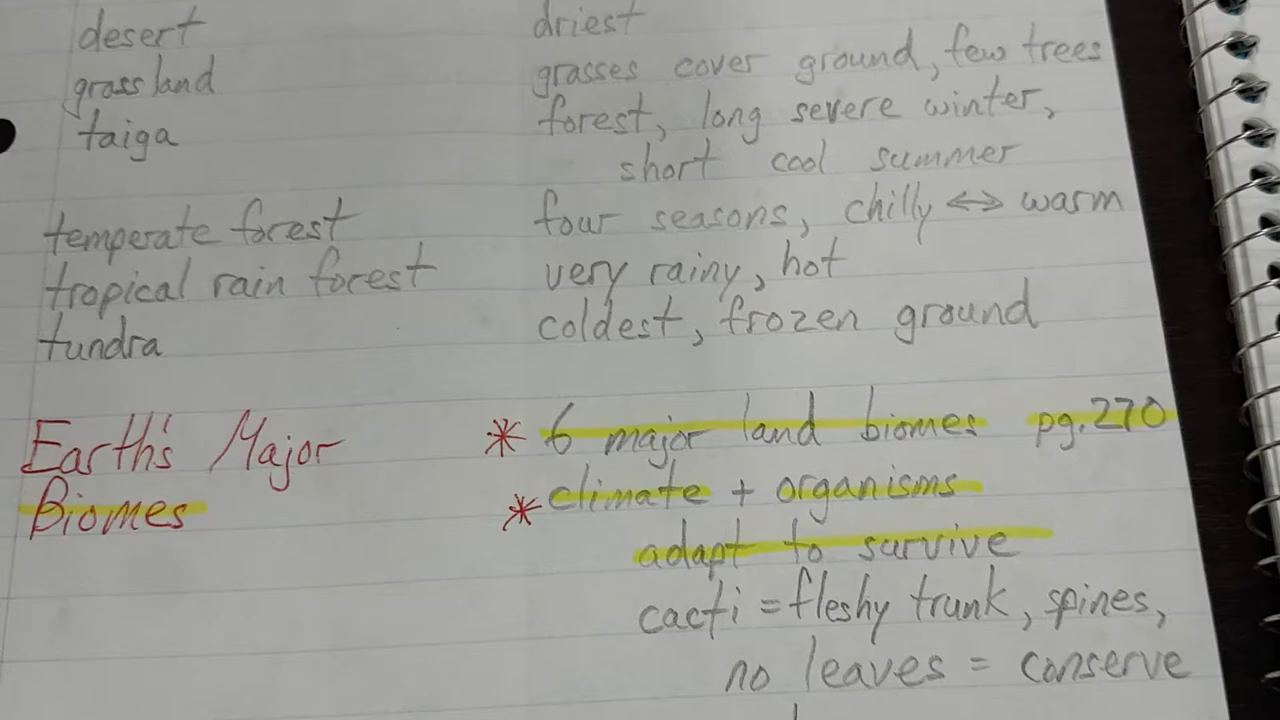 desert driest
grassland grasses cover ground, few trees
taiga forest, long severe winter,
short cool summer
temperate forest four seasons, chilly ↔ warm
tropical rain forest very rainy, hot
tundra coldest, frozen ground
Earth's Major * 6 major land biomes pg. 270
Biomes * climate + organisms
adapt to survive
cacti = fleshy trunk, spines,
no leaves = conserve